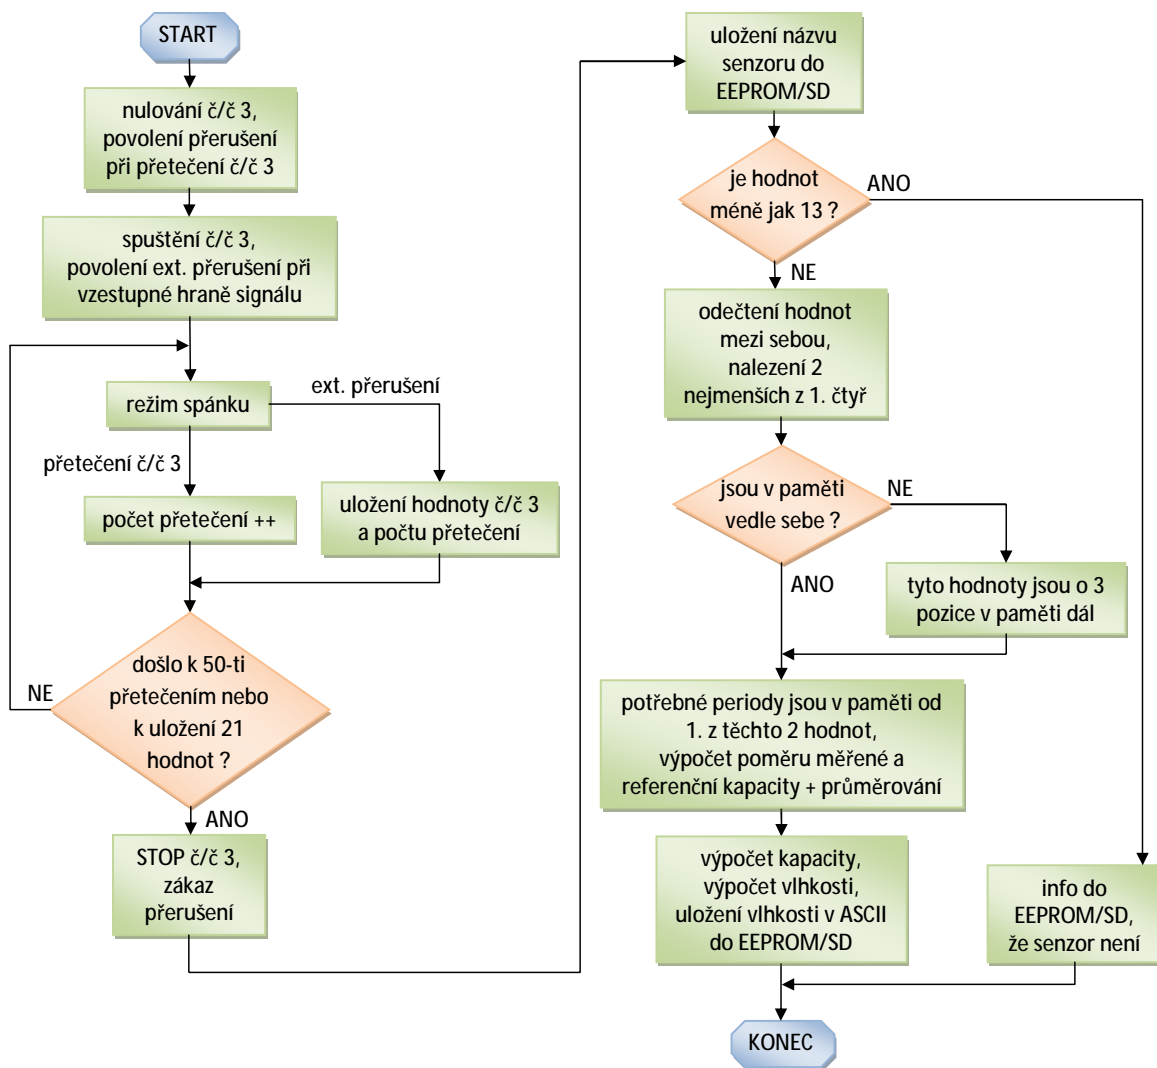 START
nulování č/č 3,
povolení přerušení
při přetečení č/č 3
spuštění č/č 3,
povolení ext. přerušení při
vzestupné hraně signálu
režim spánku
ext. přerušení
přetečení č/č 3
počet přetečení ++
uložení hodnoty č/č 3
a počtu přetečení
došlo k 50-ti
přetečením nebo
k uložení 21
hodnot ?
NE
ANO
STOP č/č 3,
zákaz
přerušení
uložení názvu
senzoru do
EEPROM/SD
je hodnot
méně jak 13 ?
ANO
NE
odečtení hodnot
mezi sebou,
nalezení 2
nejmenších z 1. čtyř
jsou v paměti
vedle sebe ?
NE
ANO
tyto hodnoty jsou o 3
pozice v paměti dál
potřebné periody jsou v paměti od
1. z těchto 2 hodnot,
výpočet poměru měřené a
referenční kapacity + průměrování
výpočet kapacity,
výpočet vlhkosti,
uložení vlhkosti v ASCII
do EEPROM/SD
info do
EEPROM/SD,
že senzor není
KONEC